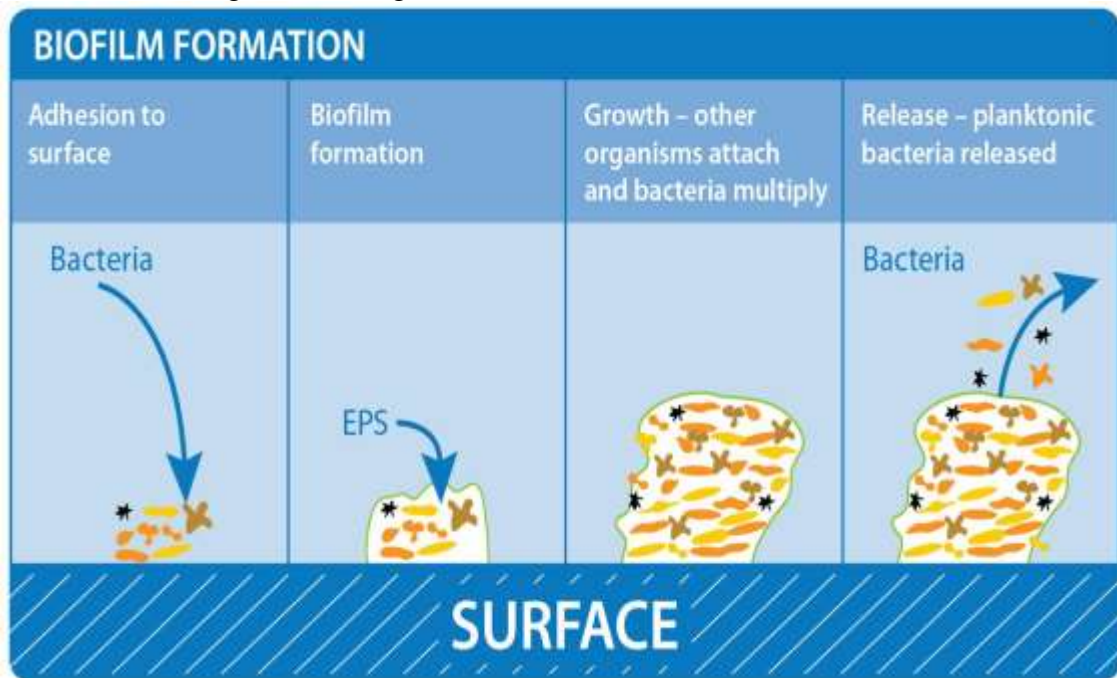 BIOFILM FORMATION
Adhesion to
surface
Biofilm
formation
Growth – other
organisms attach
and bacteria multiply
Release – planktonic
bacteria released
Bacteria
EPS
Bacteria
SURFACE